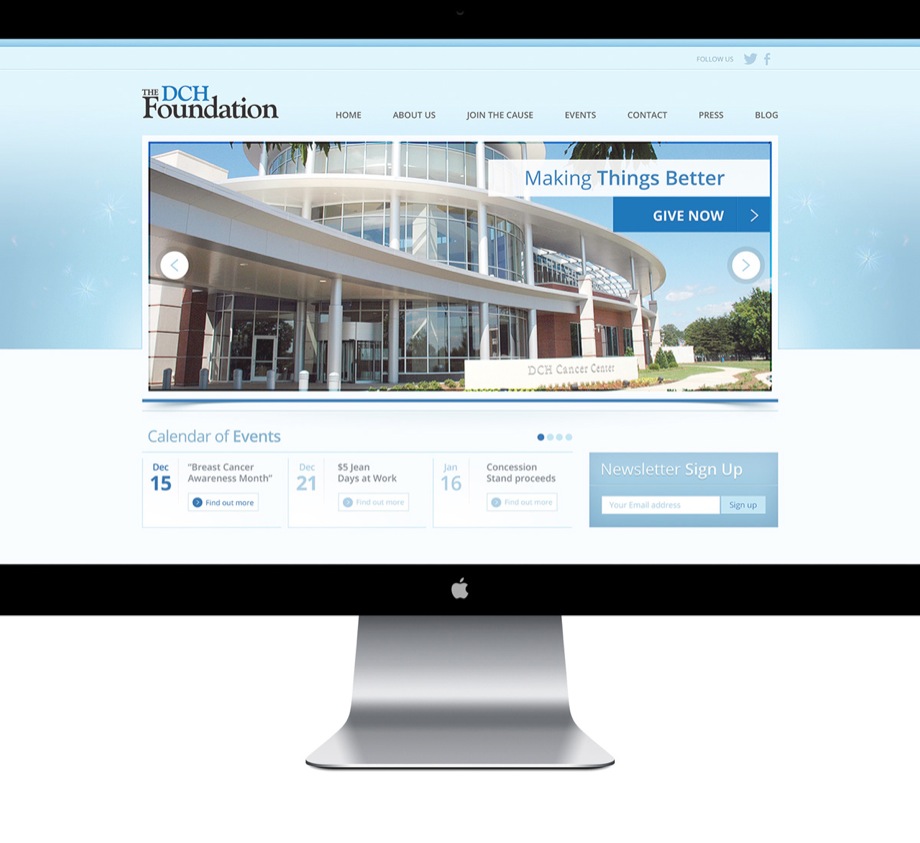 FOLLOW US
THE DCH
Foundation
HOME
ABOUT US
JOIN THE CAUSE
EVENTS
CONTACT
PRESS
BLOG
Making Things Better
GIVE NOW
DCH Cancer Center
Calendar of Events
Dec
15
“Breast Cancer
Awareness Month”
Find out more
Dec
21
$5 Jean
Days at Work
Find out more
Jan
16
Concession
Stand proceeds
Find out more
Newsletter Sign Up
Your Email address
Sign up